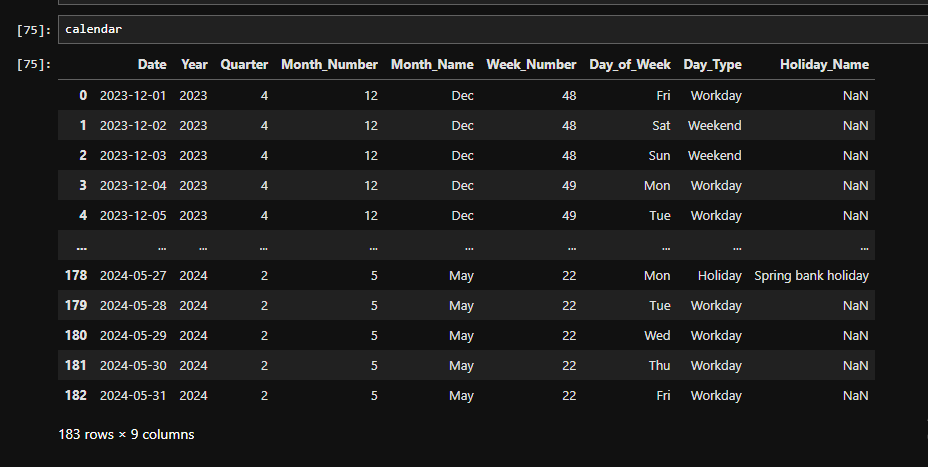 [75]: calendar
[75]:
Date Year Quarter Month_Number Month_Name Week_Number Day_of_Week Day_Type Holiday_Name
0 2023-12-01 2023 4 12 Dec 48 Fri Workday NaN
1 2023-12-02 2023 4 12 Dec 48 Sat Weekend NaN
2 2023-12-03 2023 4 12 Dec 48 Sun Weekend NaN
3 2023-12-04 2023 4 12 Dec 49 Mon Workday NaN
4 2023-12-05 2023 4 12 Dec 49 Tue Workday NaN
... ... ... ... ... ... ... ... ... ...
178 2024-05-27 2024 2 5 May 22 Mon Holiday Spring bank holiday
179 2024-05-28 2024 2 5 May 22 Tue Workday NaN
180 2024-05-29 2024 2 5 May 22 Wed Workday NaN
181 2024-05-30 2024 2 5 May 22 Thu Workday NaN
182 2024-05-31 2024 2 5 May 22 Fri Workday NaN
183 rows × 9 columns